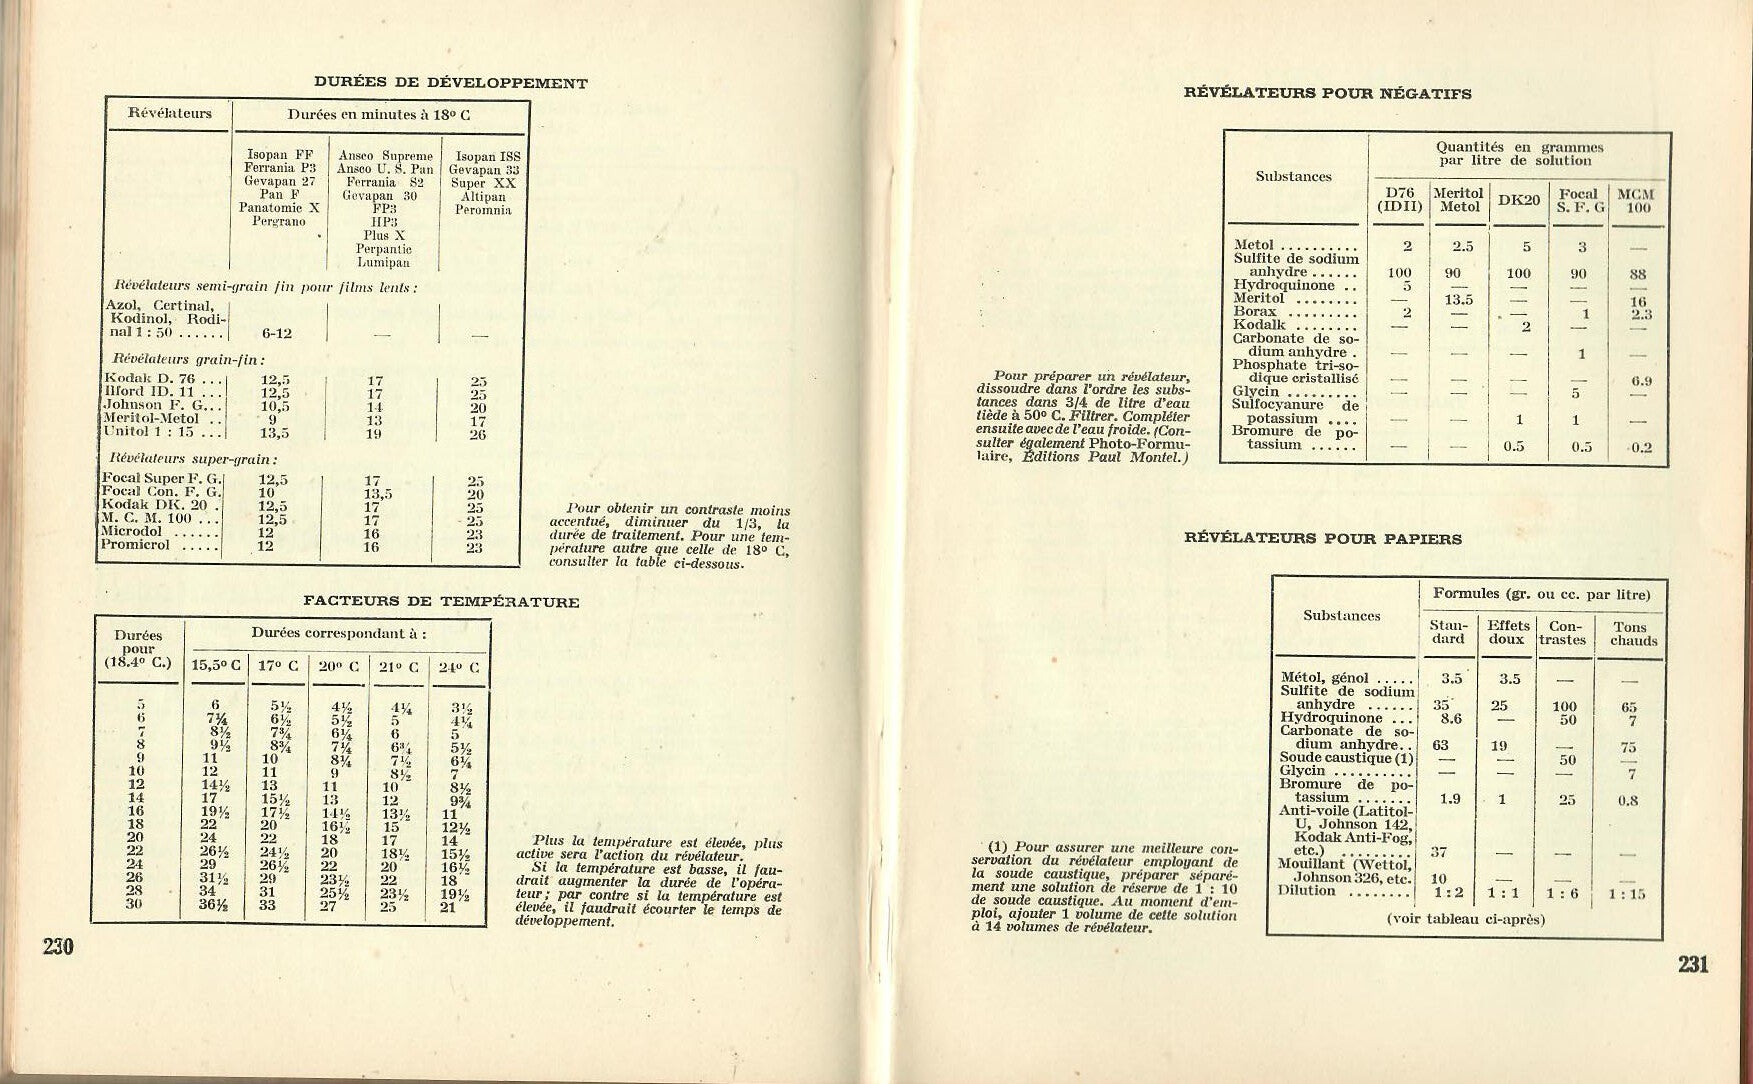 DURÉES DE DÉVELOPPEMENT
Révélateurs Durées en minutes à 18º C
Isopan FF Ansco Supreme Isopan ISS
Ferrania P3 Ansco U. S. Pan Gevapan 33
Gevapan 27 Ferrania S2 Super XX
Pan F Gevapan 30 Altipan
Panatomic X FP3 Peromnia
Pergrano HP3
Plus X
Perpantic
Lumipan
Révélateurs semi-grain fin pour films lents :
Azol, Certinal,
Kodinol, Rodi-
nal 1 : 50 ...... 6-12 — —
Révélateurs grain-fin :
Kodak D. 76 ... 12,5 17 25
Ilford ID. 11 ... 12,5 17 25
Johnson F. G... 10,5 14 20
Meritol-Metol .. 9 13 17
Unitol 1 : 15 ... 13,5 19 26
Révélateurs super-grain :
Focal Super F. G. 12,5 17 25
Focal Con. F. G. 10 13,5 20
Kodak DK. 20 . 12,5 17 25
M. C. M. 100 ... 12,5 17 25
Microdol ...... 12 16 23
Promicrol ..... 12 16 23
Pour obtenir un contraste moins
accentué, diminuer du 1/3, la
durée de traitement. Pour une tem-
pérature autre que celle de 18º C,
consulter la table ci-dessous.
FACTEURS DE TEMPÉRATURE
Durées Durées correspondant à :
pour
(18.4º C.) 15,5º C 17º C 20º C 21º C 24º C
5 6 5½ 4½ 4¼ 3½
6 7¼ 6½ 5½ 5 4¼
7 8½ 7¾ 6¼ 6 5
8 9½ 8¾ 7¼ 6¾ 5½
9 11 10 8¼ 7½ 6¼
10 12 11 9 8½ 7
12 14½ 13 11 10 8½
14 17 15½ 13 12 9¾
16 19½ 17½ 14½ 13½ 11
18 22 20 16½ 15 12½
20 24 22 18 17 14
22 26½ 24½ 20 18½ 15½
24 29 26½ 22 20 16½
26 31½ 29 23½ 22 18
28 34 31 25½ 23½ 19½
30 36½ 33 27 25 21
Plus la température est élevée, plus
active sera l'action du révélateur.
Si la température est basse, il fau-
drait augmenter la durée de l'opéra-
teur ; par contre si la température est
élevée, il faudrait écourter le temps de
développement.
230
RÉVÉLATEURS POUR NÉGATIFS
Substances Quantités en grammes
par litre de solution
D76 Meritol DK20 Focal MCM
(IDII) Metol S. F. G 100
Metol .......... 2 2.5 5 3 —
Sulfite de sodium
anhydre ...... 100 90 100 90 88
Hydroquinone .. 5 — — — —
Meritol ........ — 13.5 — — 16
Borax ......... 2 — — 1 2.3
Kodalk ........ — — 2 — —
Carbonate de so-
dium anhydre . — — — 1 —
Phosphate tri-so-
dique cristallisé — — — — 6.9
Glycin ......... — — — 5 —
Sulfocyanure de
potassium .... — — 1 1 —
Bromure de po-
tassium ...... — — 0.5 0.5 0.2
Pour préparer un révélateur,
dissoudre dans l'ordre les subs-
tances dans 3/4 de litre d'eau
tiède à 50º C. Filtrer. Compléter
ensuite avec de l'eau froide. (Con-
sulter également Photo-Formu-
laire, Éditions Paul Montel.)
RÉVÉLATEURS POUR PAPIERS
Substances Formules (gr. ou cc. par litre)
Stan- Effets Con- Tons
dard doux trastes chauds
Métol, génol ..... 3.5 3.5 — —
Sulfite de sodium
anhydre ...... 35 25 100 65
Hydroquinone ... 8.6 — 50 7
Carbonate de so-
dium anhydre.. 63 19 — 75
Soude caustique (1) — — 50 —
Glycin .......... — — — 7
Bromure de po-
tassium ....... 1.9 1 25 0.8
Anti-voile (Latitol-
U, Johnson 142,
Kodak Anti-Fog,
etc.) ......... 37 — — —
Mouillant (Wettol,
Johnson 326, etc. 10 — — —
Dilution ........ 1 : 2 1 : 1 1 : 6 1 : 15
(voir tableau ci-après)
(1) Pour assurer une meilleure con-
servation du révélateur employant de
la soude caustique, préparer séparé-
ment une solution de réserve de 1 : 10
de soude caustique. Au moment d'em-
ploi, ajouter 1 volume de cette solution
à 14 volumes de révélateur.
231